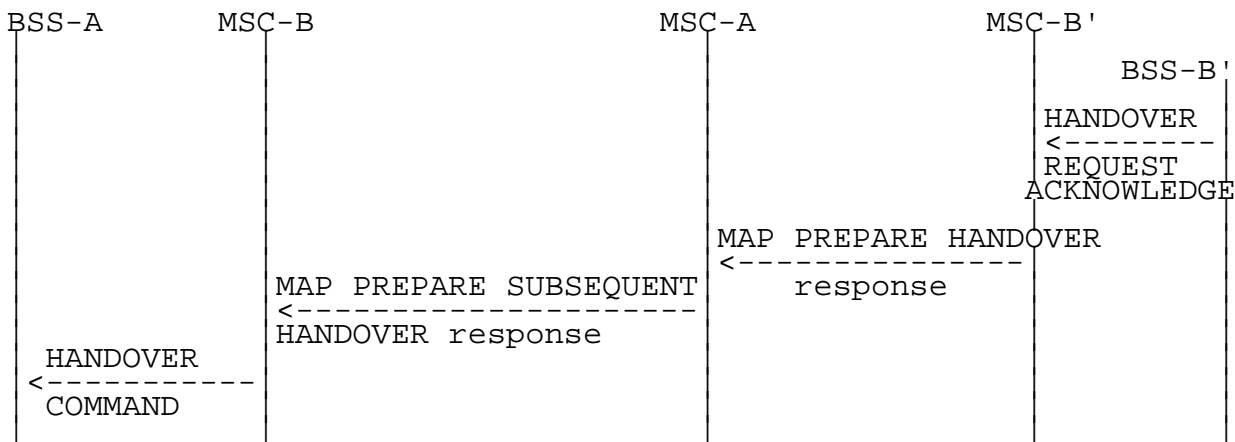 BSS-A MSC-B MSC-A MSC-B'
BSS-B'
HANDOVER
REQUEST
ACKNOWLEDGE
MAP PREPARE HANDOVER
response
MAP PREPARE SUBSEQUENT
HANDOVER response
HANDOVER
COMMAND